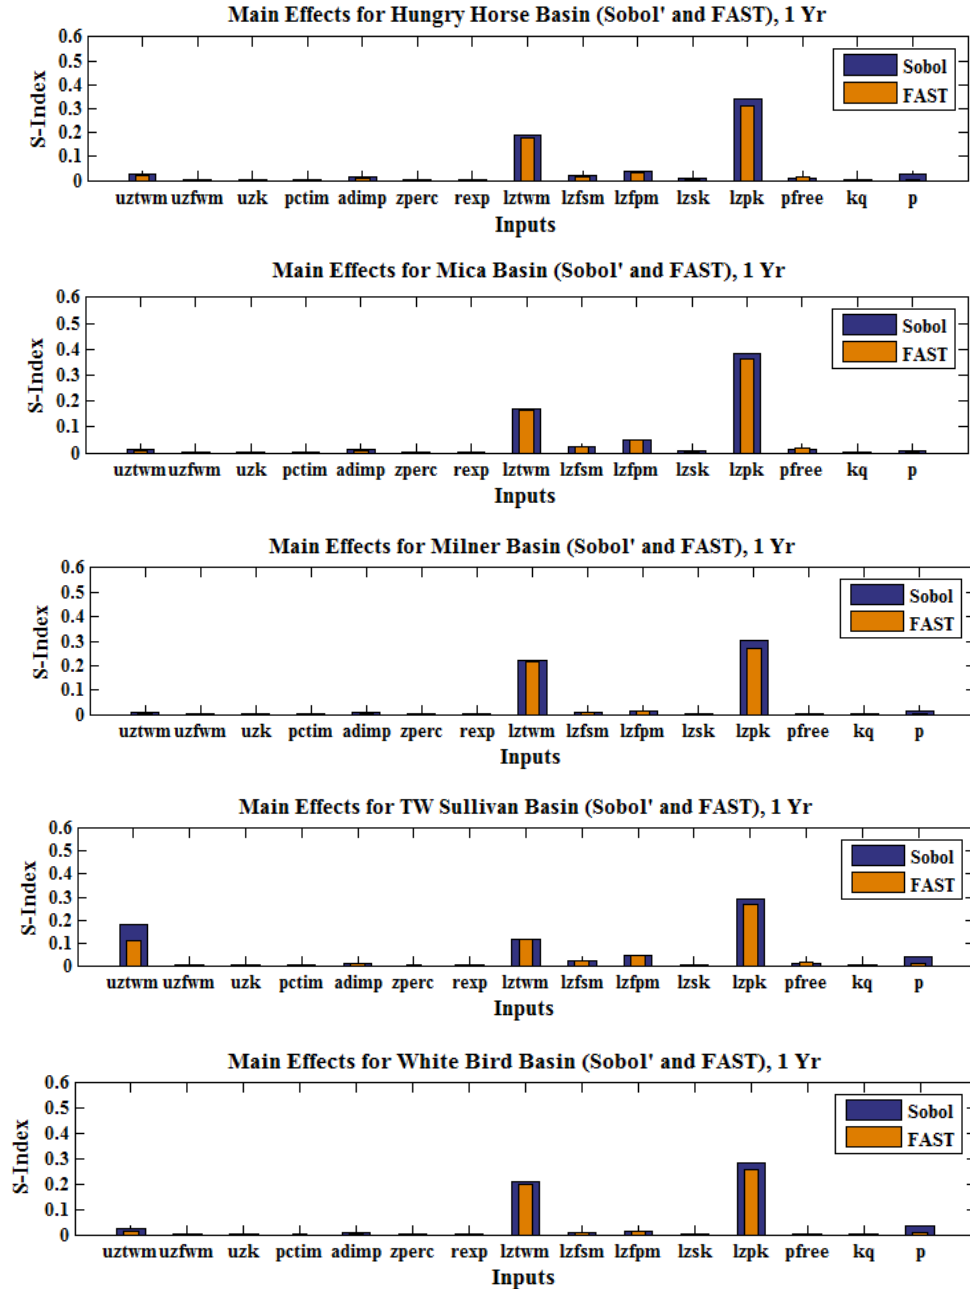 Main Effects for Hungry Horse Basin (Sobol' and FAST), 1 Yr
0.6
0.5
0.4
0.3
0.2
0.1
0
S-Index
Sobol
FAST
uztwm uzfwm uzk pctim adimp zperc rexp lztwm lzfsm lzfpm lzsk lzpk pfree kq p
Inputs
Main Effects for Mica Basin (Sobol' and FAST), 1 Yr
0.6
0.5
0.4
0.3
0.2
0.1
0
S-Index
Sobol
FAST
uztwm uzfwm uzk pctim adimp zperc rexp lztwm lzfsm lzfpm lzsk lzpk pfree kq p
Inputs
Main Effects for Milner Basin (Sobol' and FAST), 1 Yr
0.6
0.5
0.4
0.3
0.2
0.1
0
S-Index
Sobol
FAST
uztwm uzfwm uzk pctim adimp zperc rexp lztwm lzfsm lzfpm lzsk lzpk pfree kq p
Inputs
Main Effects for TW Sullivan Basin (Sobol' and FAST), 1 Yr
0.6
0.5
0.4
0.3
0.2
0.1
0
S-Index
Sobol
FAST
uztwm uzfwm uzk pctim adimp zperc rexp lztwm lzfsm lzfpm lzsk lzpk pfree kq p
Inputs
Main Effects for White Bird Basin (Sobol' and FAST), 1 Yr
0.6
0.5
0.4
0.3
0.2
0.1
0
S-Index
Sobol
FAST
uztwm uzfwm uzk pctim adimp zperc rexp lztwm lzfsm lzfpm lzsk lzpk pfree kq p
Inputs